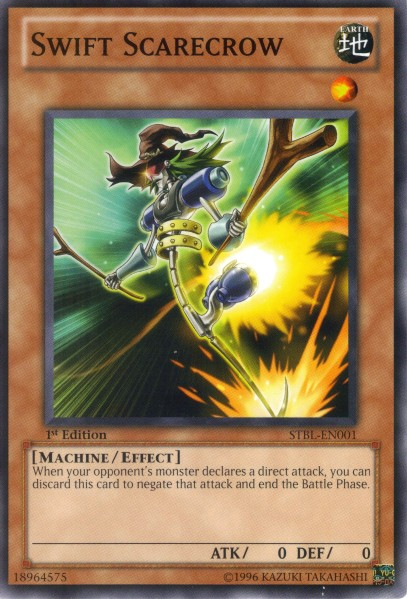 SWIFT SCARECROW
EARTH
地
1st Edition
STBL-EN001
[MACHINE/EFFECT]
When your opponent's monster declares a direct attack, you can
discard this card to negate that attack and end the Battle Phase.
ATK/ 0 DEF/ 0
18964575
©1996 KAZUKI TAKAHASHI